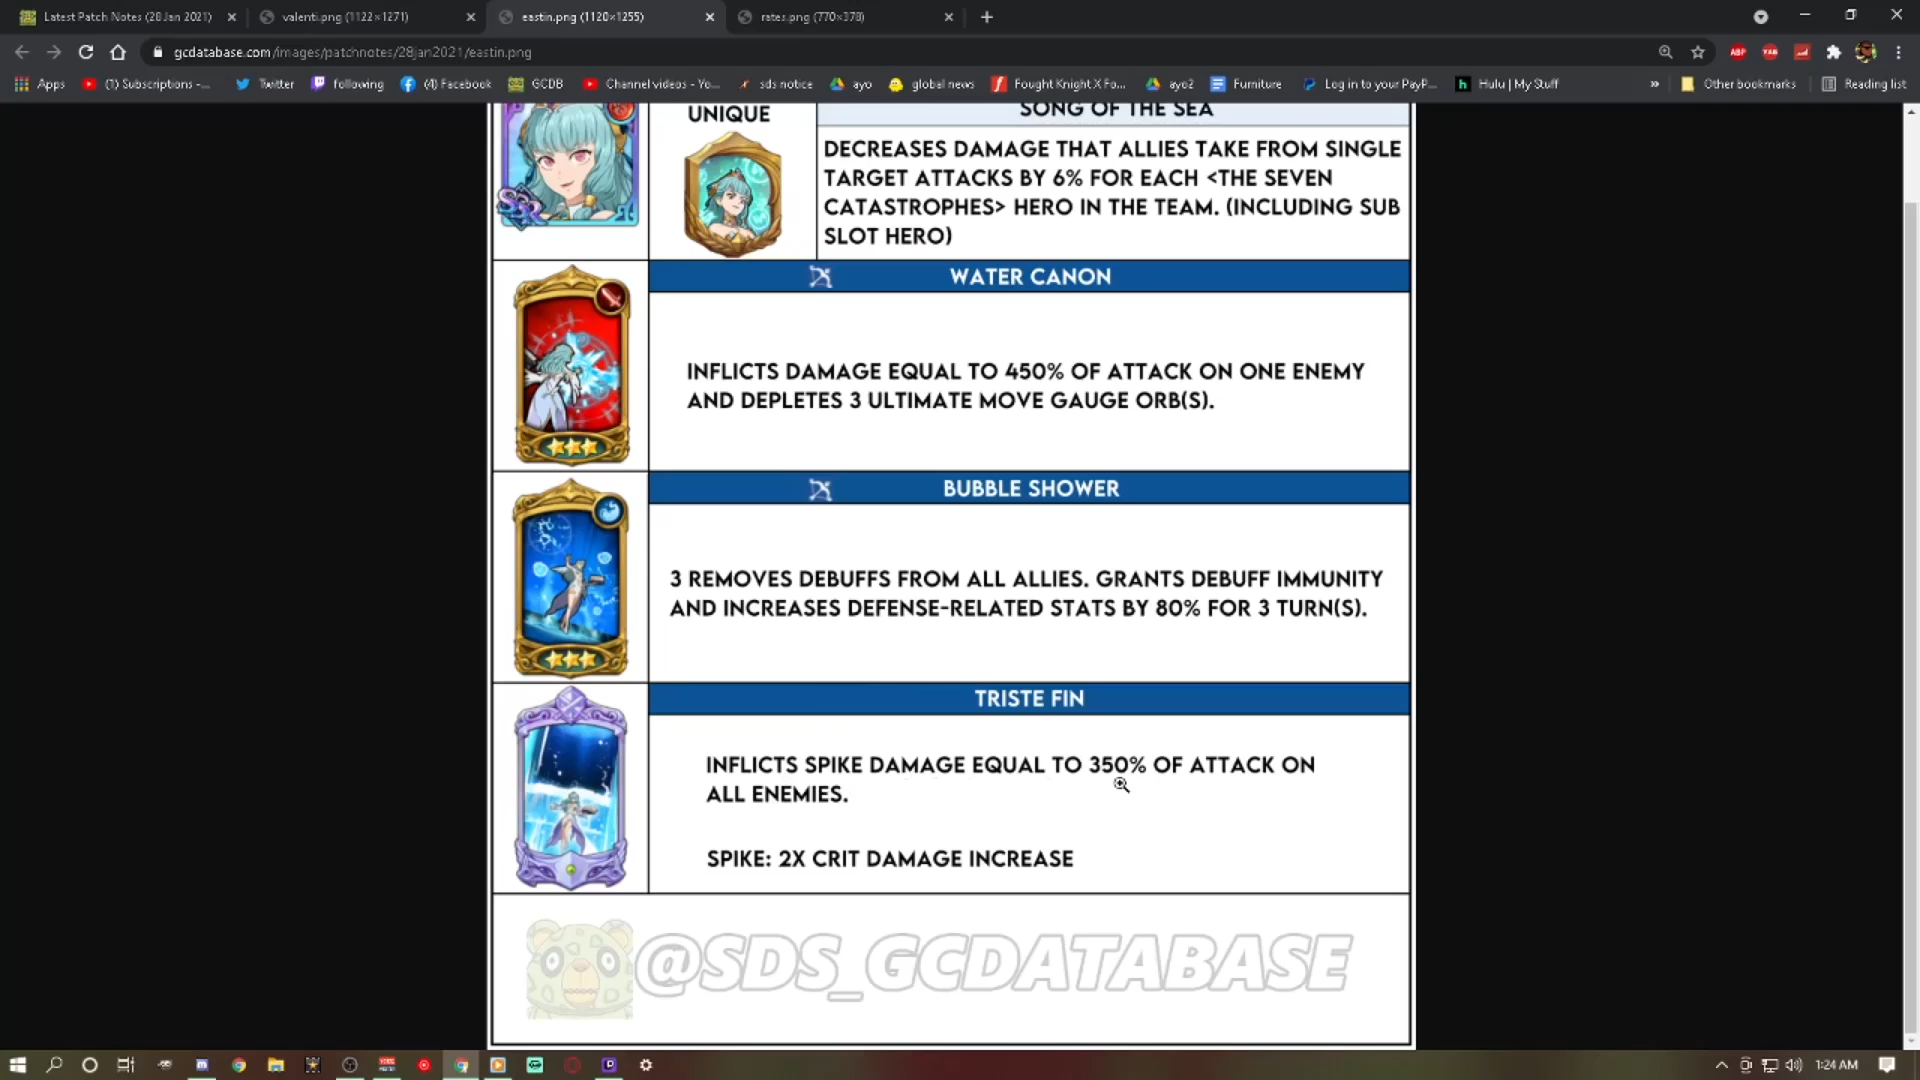 Latest Patch Notes (28 Jan 2021)
valenti.png (1122×1271)
eastin.png (1120×1255)
rates.png (770×378)
gcdatabase.com/images/patchnotes/28jan2021/eastin.png
Apps
(1) Subscriptions -...
Twitter
following
(4) Facebook
GCDB
Channel videos - Yo...
sds notice
ayo
global news
Fought Knight X Fo...
ayo2
Furniture
Log in to your PayP...
Hulu | My Stuff
»
Other bookmarks
Reading list
ABP
SSR
UNIQUE
SONG OF THE SEA
DECREASES DAMAGE THAT ALLIES TAKE FROM SINGLE
TARGET ATTACKS BY 6% FOR EACH <THE SEVEN
CATASTROPHES> HERO IN THE TEAM. (INCLUDING SUB
SLOT HERO)
WATER CANON
INFLICTS DAMAGE EQUAL TO 450% OF ATTACK ON ONE ENEMY
AND DEPLETES 3 ULTIMATE MOVE GAUGE ORB(S).
BUBBLE SHOWER
3 REMOVES DEBUFFS FROM ALL ALLIES. GRANTS DEBUFF IMMUNITY
AND INCREASES DEFENSE-RELATED STATS BY 80% FOR 3 TURN(S).
TRISTE FIN
INFLICTS SPIKE DAMAGE EQUAL TO 350% OF ATTACK ON
ALL ENEMIES.
SPIKE: 2X CRIT DAMAGE INCREASE
@SDS_GCDATABASE
1:24 AM